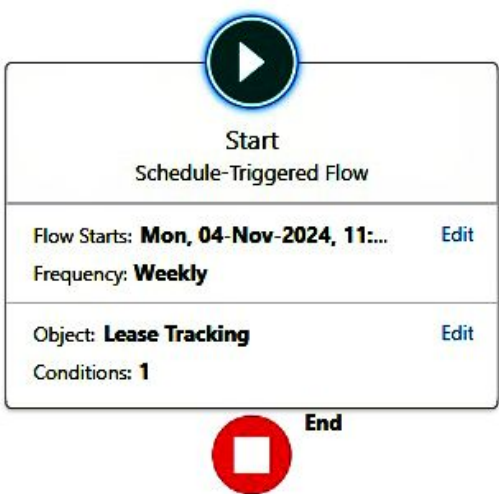 Start
Schedule-Triggered Flow
Flow Starts: Mon, 04-Nov-2024, 11:... Edit
Frequency: Weekly
Object: Lease Tracking Edit
Conditions: 1
End